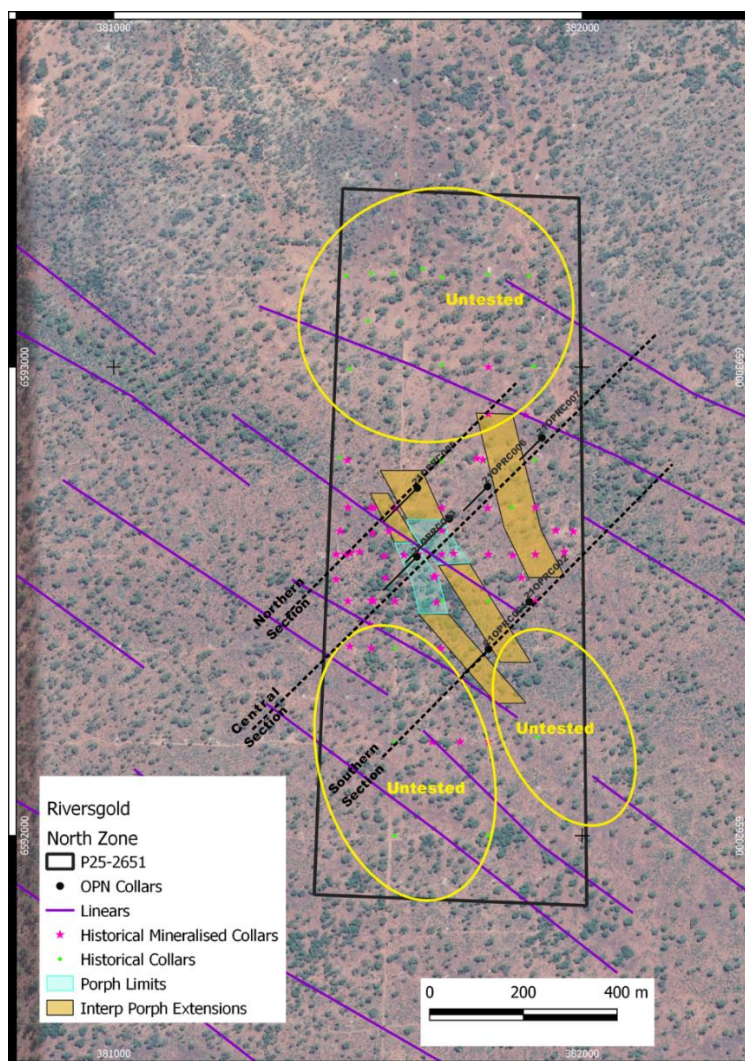 381000
382000
6593000
6593000
Untested
21OPRC007
Northern
Section
Central
Section
Southern
Section
Untested
Untested
6592000
Riversgold
North Zone
P25-2651
OPN Collars
Linears
Historical Mineralised Collars
Historical Collars
Porph Limits
Interp Porph Extensions
0 200 400 m
381000
382000